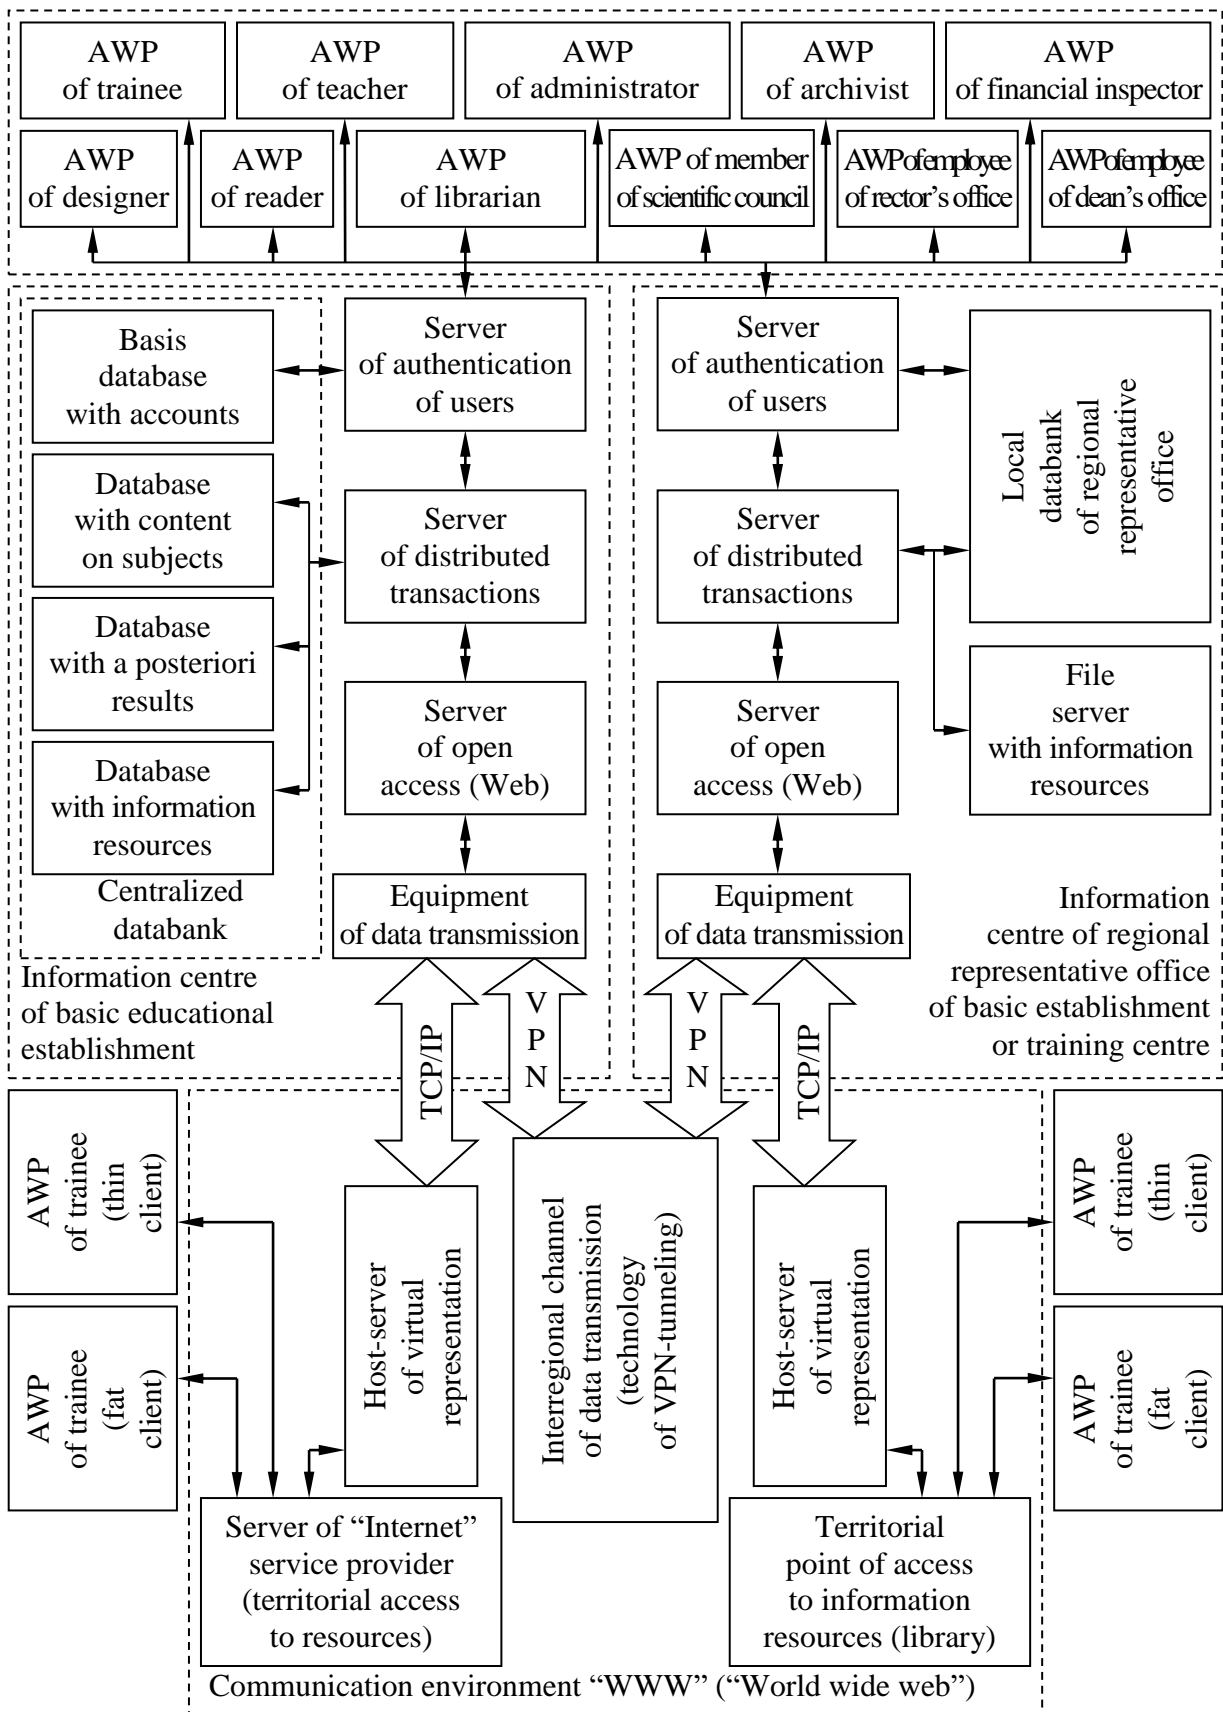 AWP
of trainee
AWP
of teacher
AWP
of administrator
AWP
of archivist
AWP
of financial inspector
AWP
of designer
AWP
of reader
AWP
of librarian
AWP of member
of scientific council
AWP of employee
of rector's office
AWP of employee
of dean's office
Basis
database
with accounts
Database
with content
on subjects
Database
with a posteriori
results
Database
with information
resources
Centralized
databank
Server
of authentication
of users
Server
of distributed
transactions
Server
of open
access (Web)
Equipment
of data transmission
Information centre
of basic educational
establishment
Server
of authentication
of users
Server
of distributed
transactions
Server
of open
access (Web)
Equipment
of data transmission
Local
databank
of regional
representative
office
File
server
with information
resources
Information
centre of regional
representative office
of basic establishment
or training centre
TCP/IP
VPN
VPN
TCP/IP
AWP
of trainee
(thin
client)
AWP
of trainee
(fat
client)
Host-server
of virtual
representation
Interregional channel
of data transmission
(technology
of VPN-tunneling)
Host-server
of virtual
representation
AWP
of trainee
(thin
client)
AWP
of trainee
(fat
client)
Server of “Internet”
service provider
(territorial access
to resources)
Territorial
point of access
to information
resources (library)
Communication environment “WWW” (“World wide web”)